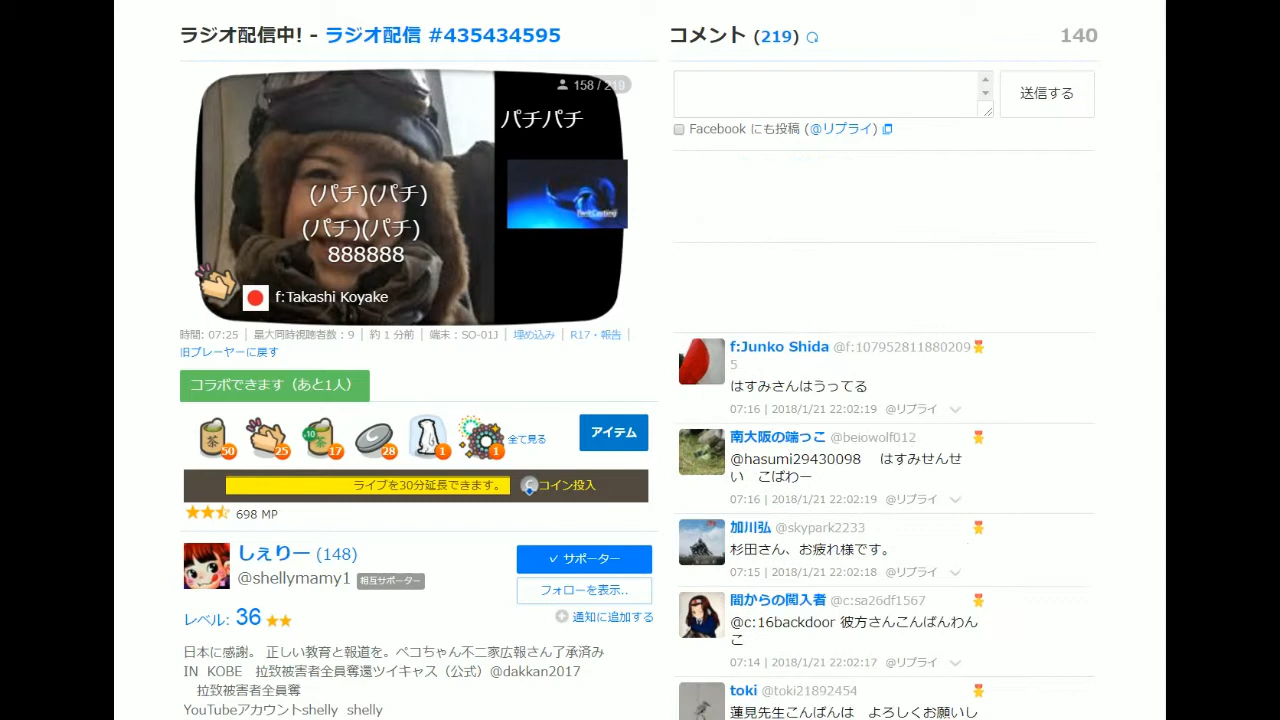 ラジオ配信中! - ラジオ配信 #435434595
158 / 219
パチパチ
(パチ)(パチ)
(パチ)(パチ)
888888
f:Takashi Koyake
時間: 07:25 | 最大同時視聴者数 : 9 | 約 1 分前 | 端末 : SO-01J | 埋め込み | R17・報告 |
旧プレーヤーに戻す
コラボできます（あと1人）
茶 50
25
10 茶 17
28
1
1
全て見る
アイテム
ライブを30分延長できます。
C コイン投入
698 MP
しぇりー (148)
@shellymamy1 相互サポーター
✓ サポーター
フォローを表示..
レベル: 36
通知に追加する
日本に感謝。 正しい教育と報道を。ペコちゃん不二家広報さん了承済み
IN KOBE 拉致被害者全員奪還ツイキャス（公式）@dakkan2017
拉致被害者全員奪
YouTubeアカウントshelly shelly
コメント (219)
140
送信する
Facebook にも投稿 (@リプライ)
f:Junko Shida @f:107952811880209
5
はすみさんはうってる
07:16 | 2018/1/21 22:02:19 @リプライ
南大阪の端っこ @beiowolf012
@hasumi29430098 はすみせんせ
い こばわー
07:16 | 2018/1/21 22:02:19 @リプライ
加川弘 @skypark2233
杉田さん、お疲れ様です。
07:15 | 2018/1/21 22:02:18 @リプライ
闇からの闖入者 @c:sa26df1567
@c:16backdoor 彼方さんこんばんわん
こ
07:14 | 2018/1/21 22:02:17 @リプライ
toki @toki21892454
蓮見先生こんばんは よろしくお願いし